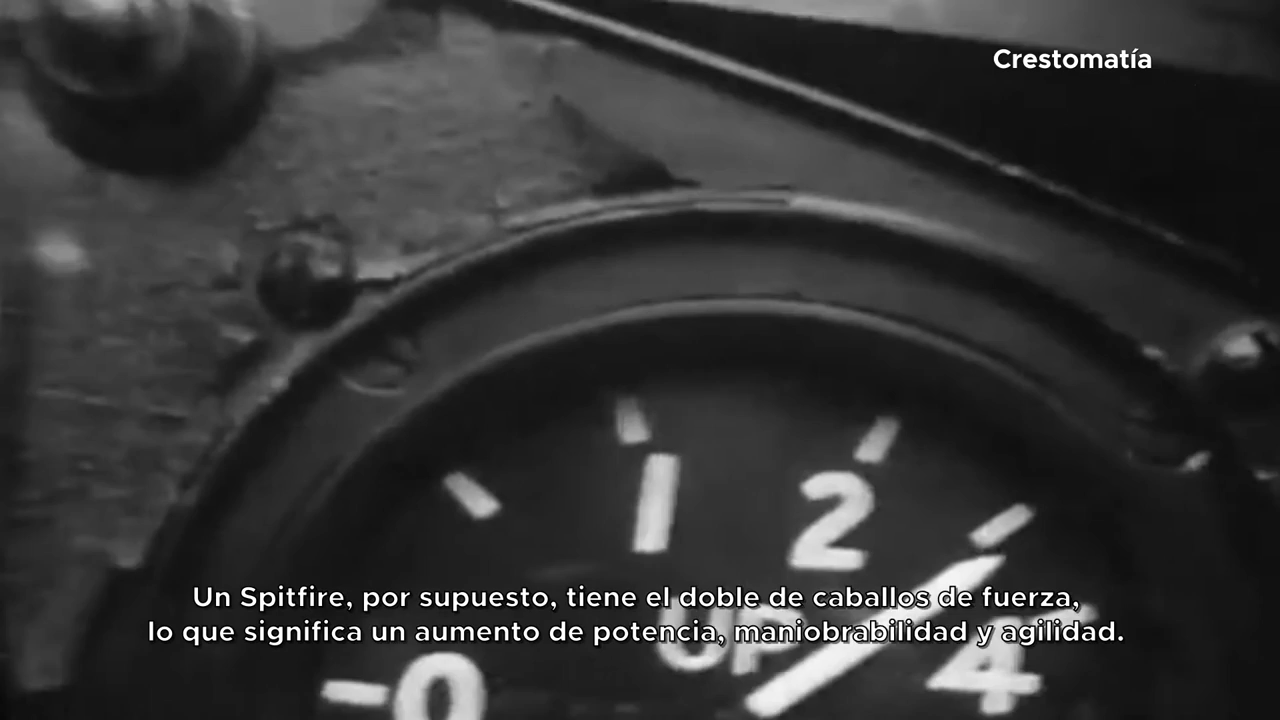 Crestomatía
1 2
Un Spitfire, por supuesto, tiene el doble de caballos de fuerza,
lo que significa un aumento de potencia, maniobrabilidad y agilidad.
UP
0 4